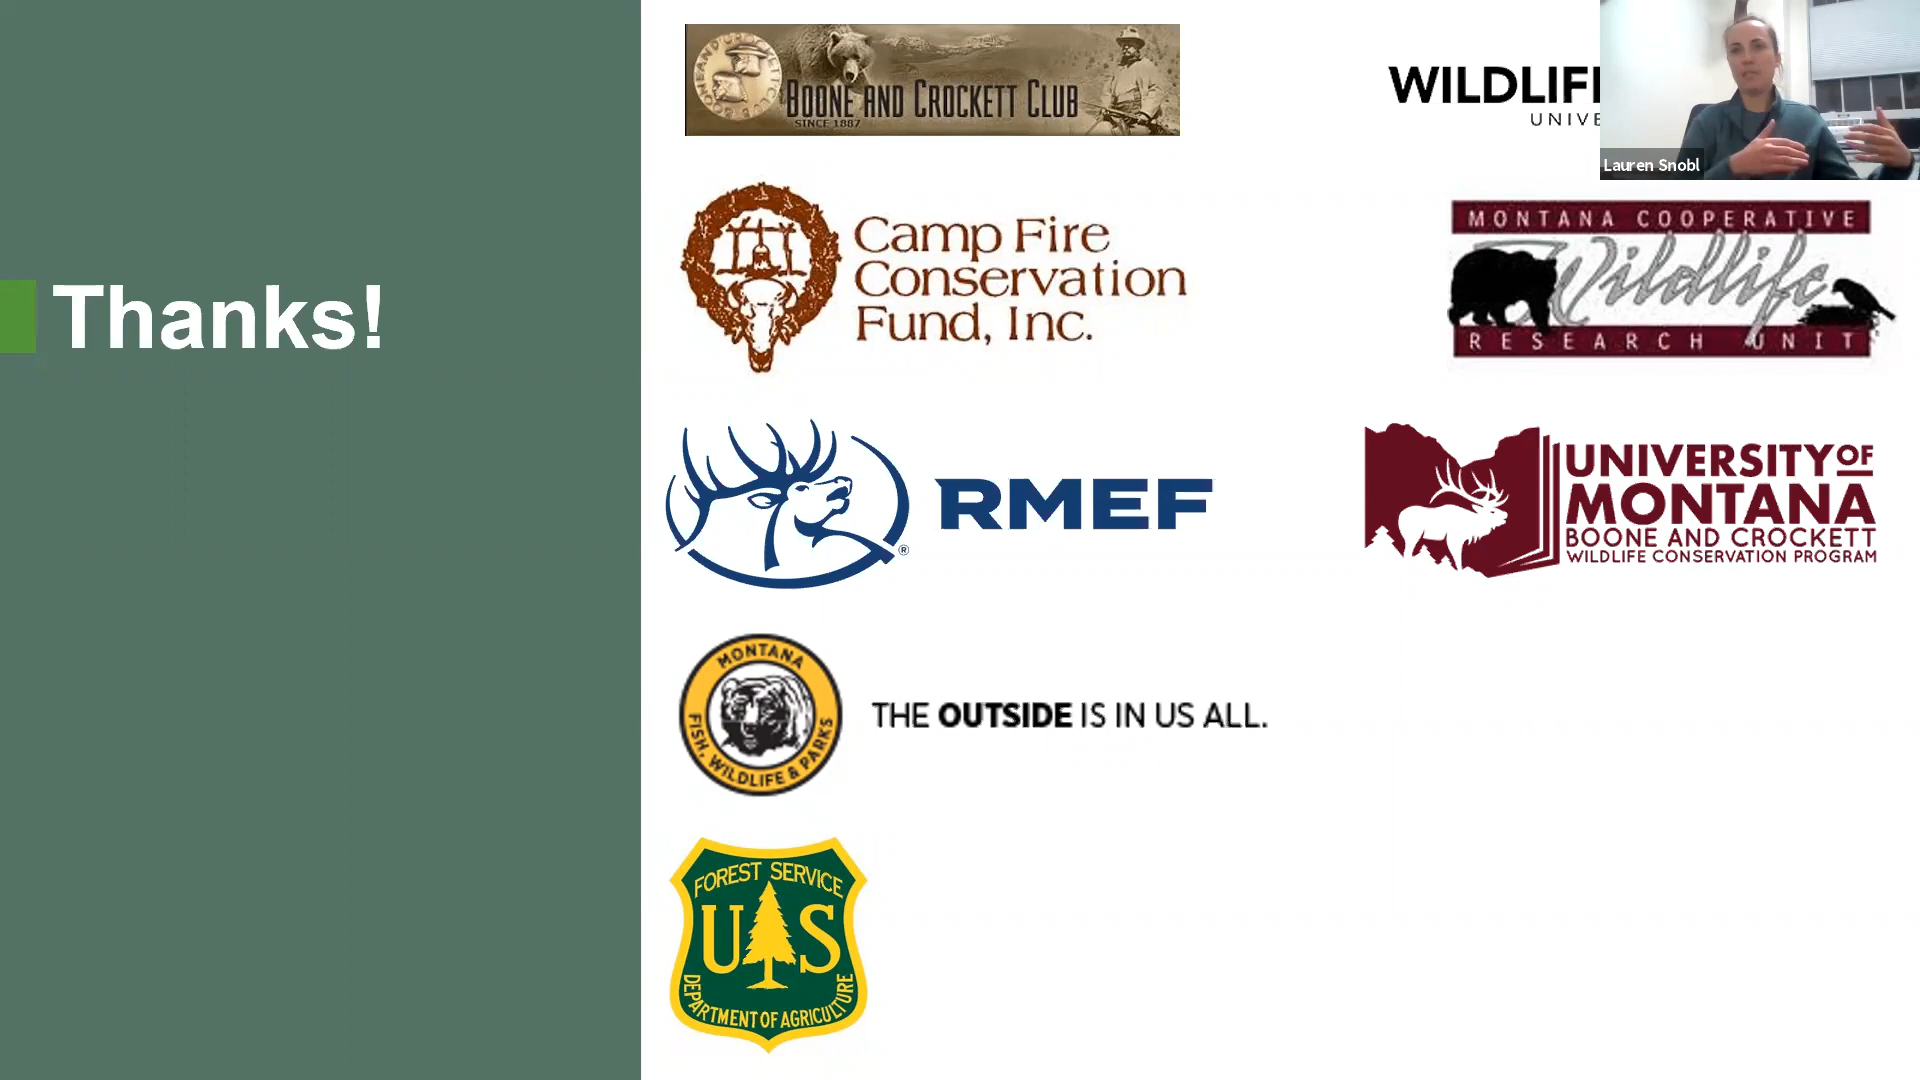 Thanks!
BOONE AND CROCKETT CLUB
SINCE 1887
WILDLIF
UNIVE
Lauren Snobl
Camp Fire
Conservation
Fund, Inc.
MONTANA COOPERATIVE
Wildlife
RESEARCH UNIT
RMEF
®
UNIVERSITY OF
MONTANA
BOONE AND CROCKETT
WILDLIFE CONSERVATION PROGRAM
MONTANA
FISH, WILDLIFE & PARKS
THE OUTSIDE IS IN US ALL.
FOREST SERVICE
US
DEPARTMENT OF AGRICULTURE